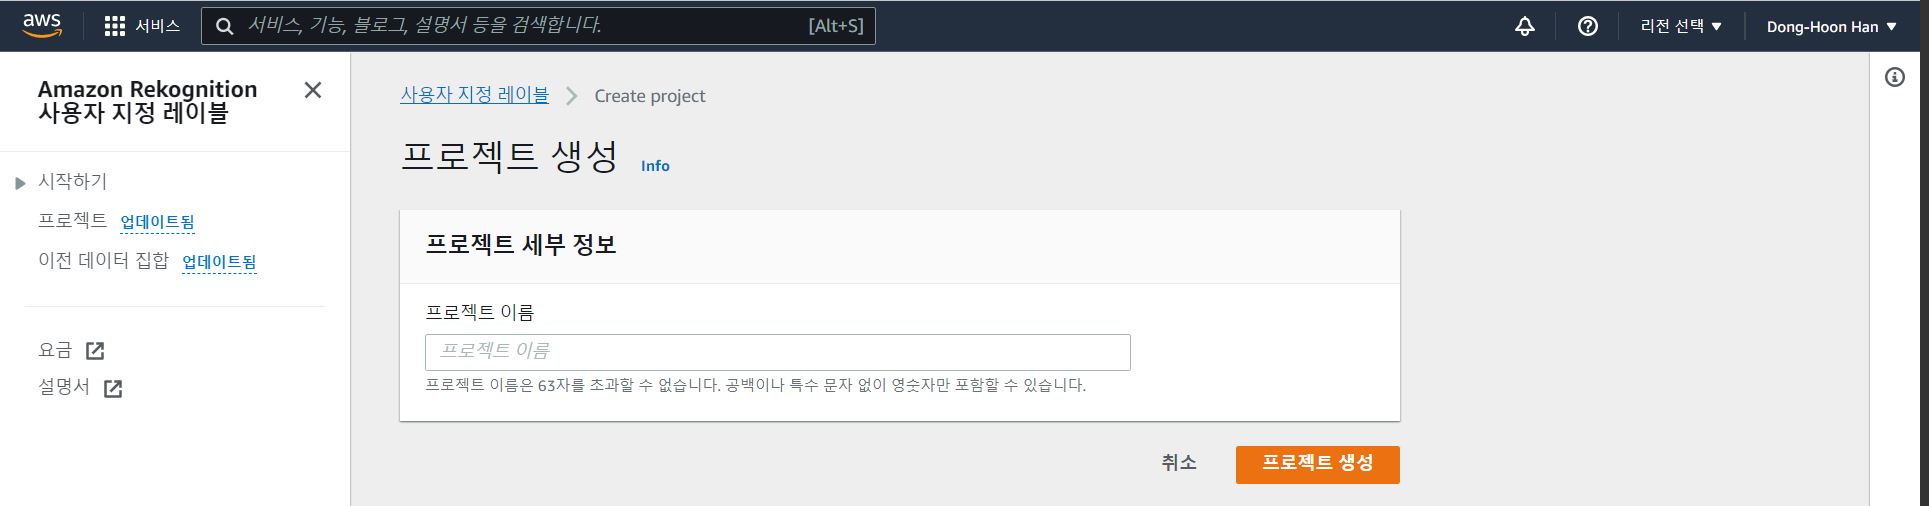 aws 서비스 서비스, 기능, 블로그, 설명서 등을 검색합니다. [Alt+S] 리전 선택 Dong-Hoon Han
Amazon Rekognition
사용자 지정 레이블
시작하기
프로젝트 업데이트됨
이전 데이터 집합 업데이트됨
요금
설명서
사용자 지정 레이블 Create project
프로젝트 생성 Info
프로젝트 세부 정보
프로젝트 이름
프로젝트 이름
프로젝트 이름은 63자를 초과할 수 없습니다. 공백이나 특수 문자 없이 영숫자만 포함할 수 있습니다.
취소 프로젝트 생성